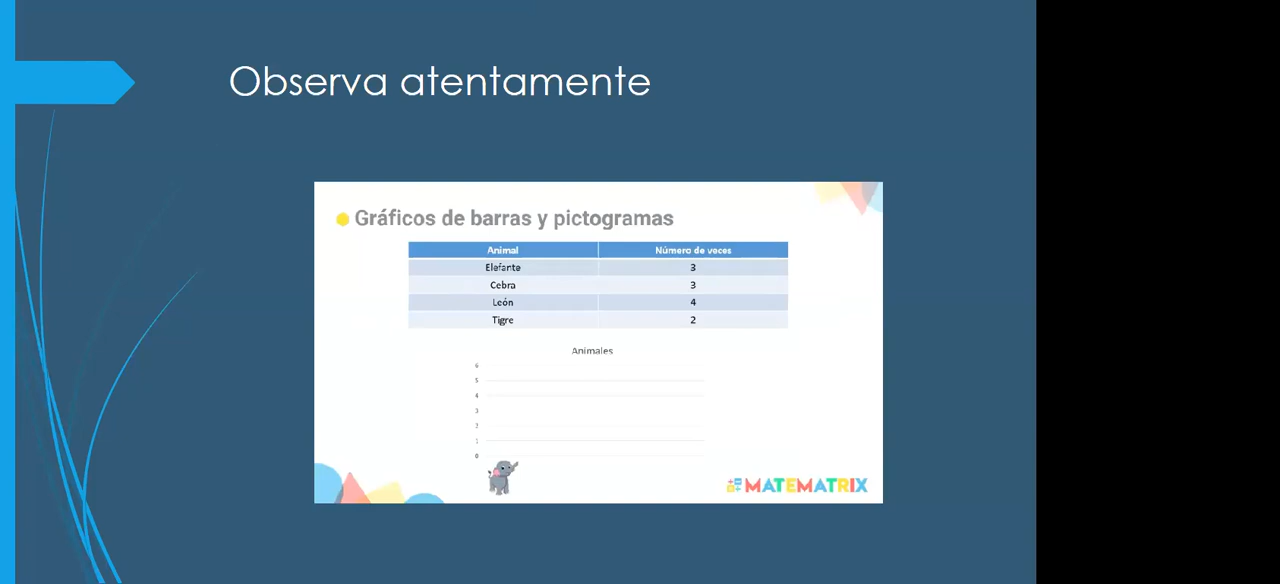 Observa atentamente
Gráficos de barras y pictogramas
Animal Número de veces
Elefante 3
Cebra 3
León 4
Tigre 2
Animales
6
5
4
3
2
1
0
MATEMATRIX